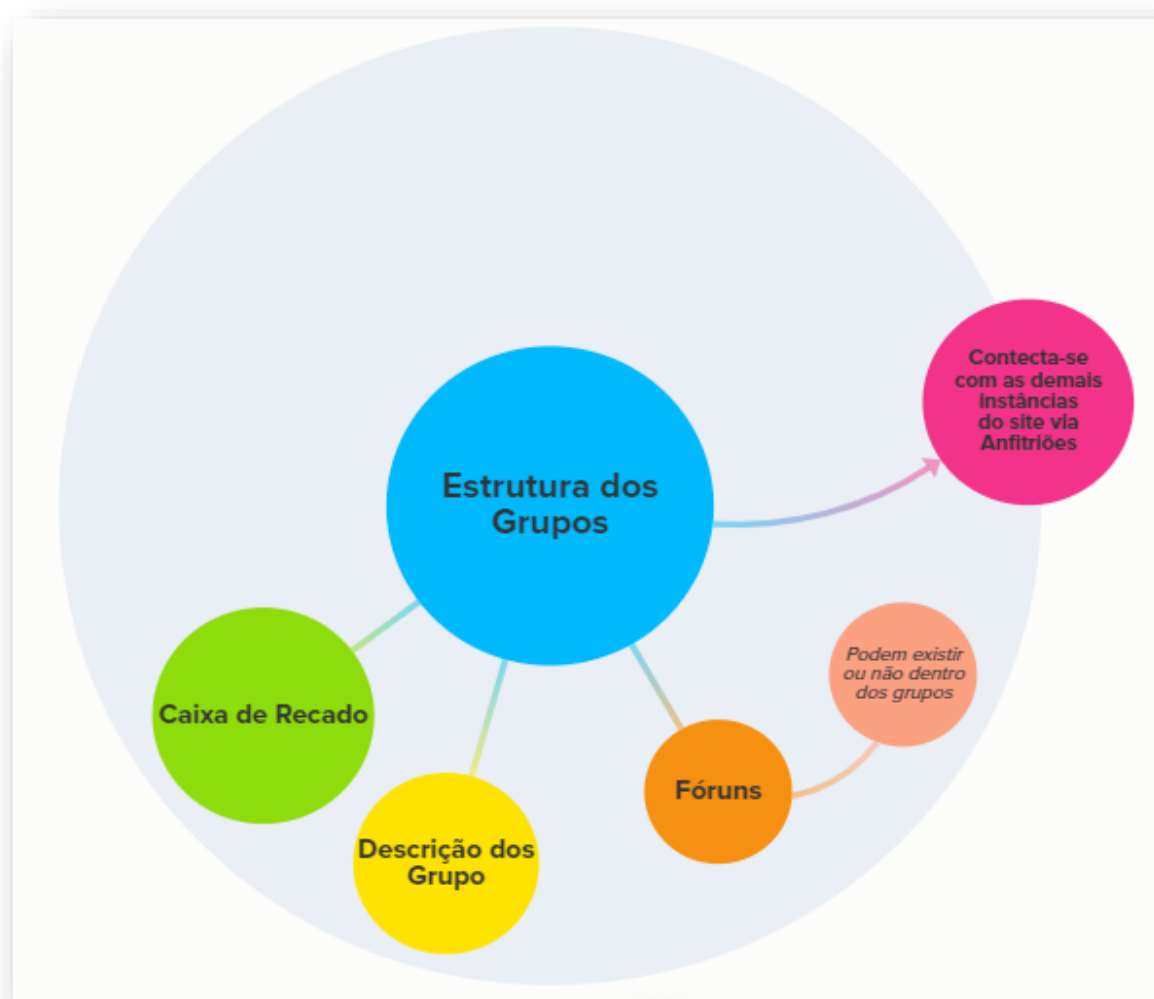 Contecta-se
com as demais
instâncias
do site via
Anfitriões
Estrutura dos
Grupos
Podem existir
ou não dentro
dos grupos
Caixa de Recado
Fóruns
Descrição dos
Grupo